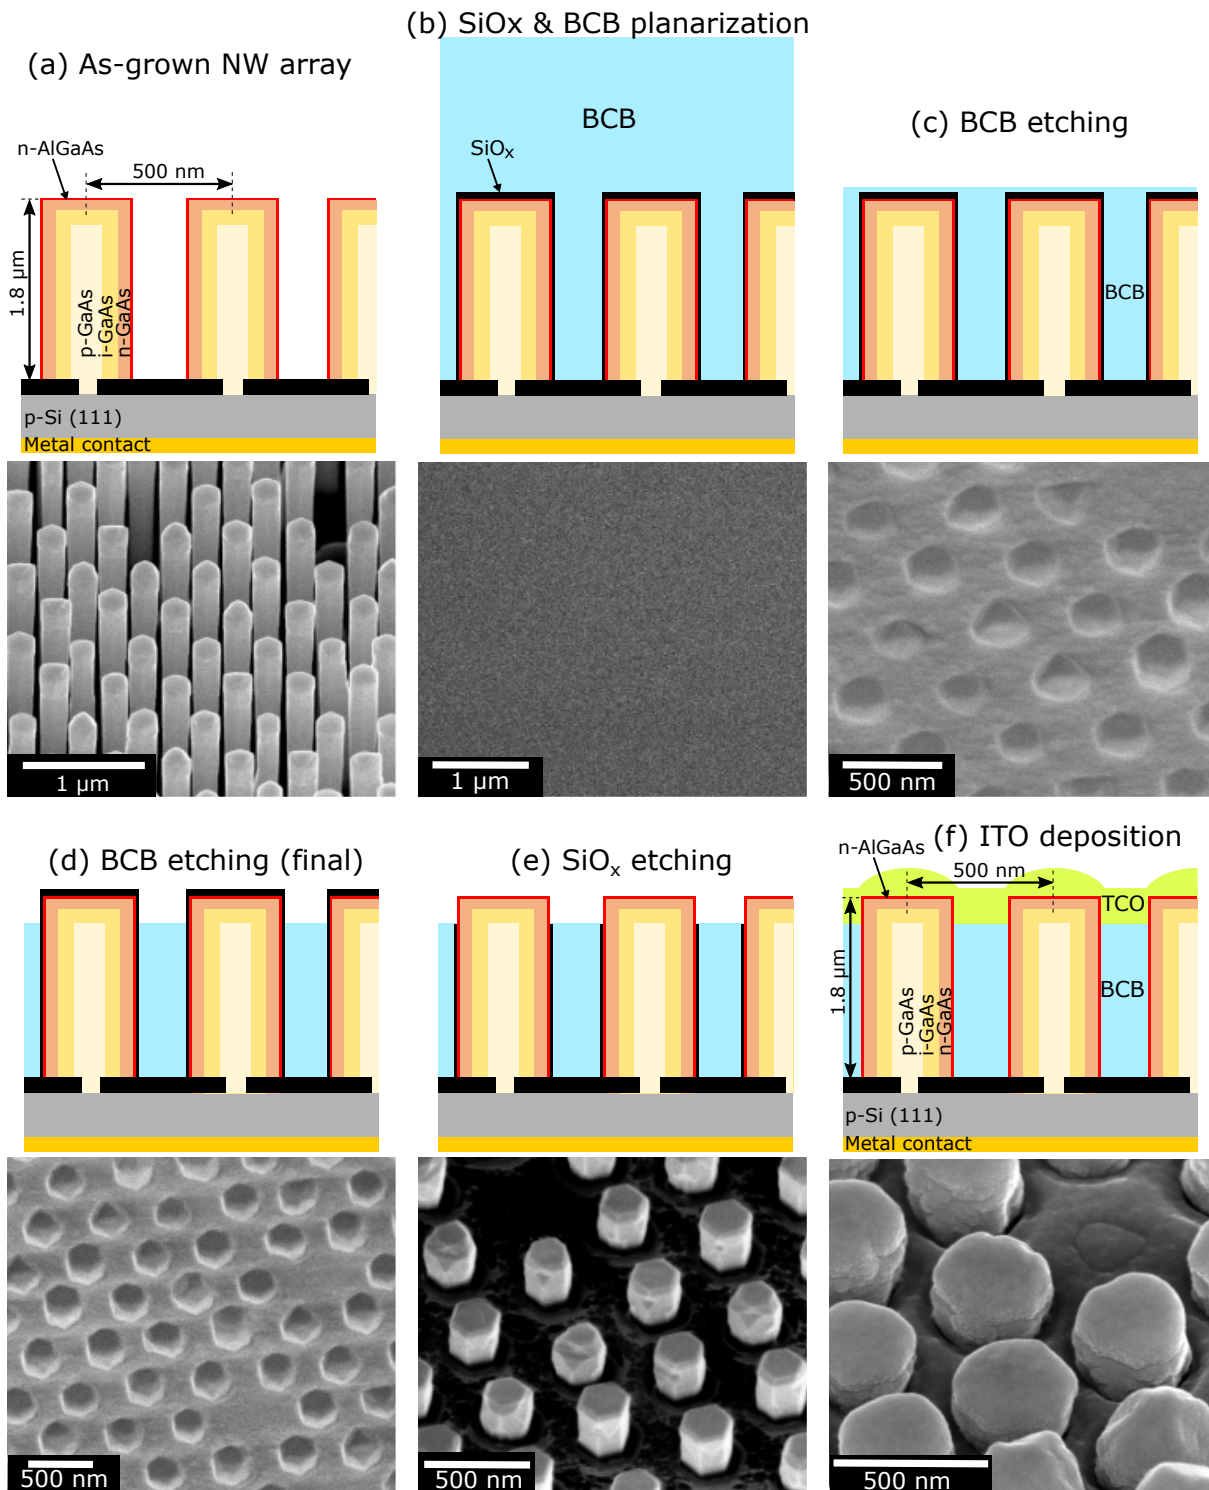 (a) As-grown NW array
n-AlGaAs
500 nm
1.8 µm
p-GaAs
i-GaAs
n-GaAs
p-Si (111)
Metal contact
1 µm
(b) SiOx & BCB planarization
BCB
SiOₓ
1 µm
(c) BCB etching
BCB
500 nm
(d) BCB etching (final)
500 nm
(e) SiOₓ etching
500 nm
(f) ITO deposition
n-AlGaAs
500 nm
TCO
1.8 µm
BCB
p-GaAs
i-GaAs
n-GaAs
p-Si (111)
Metal contact
500 nm